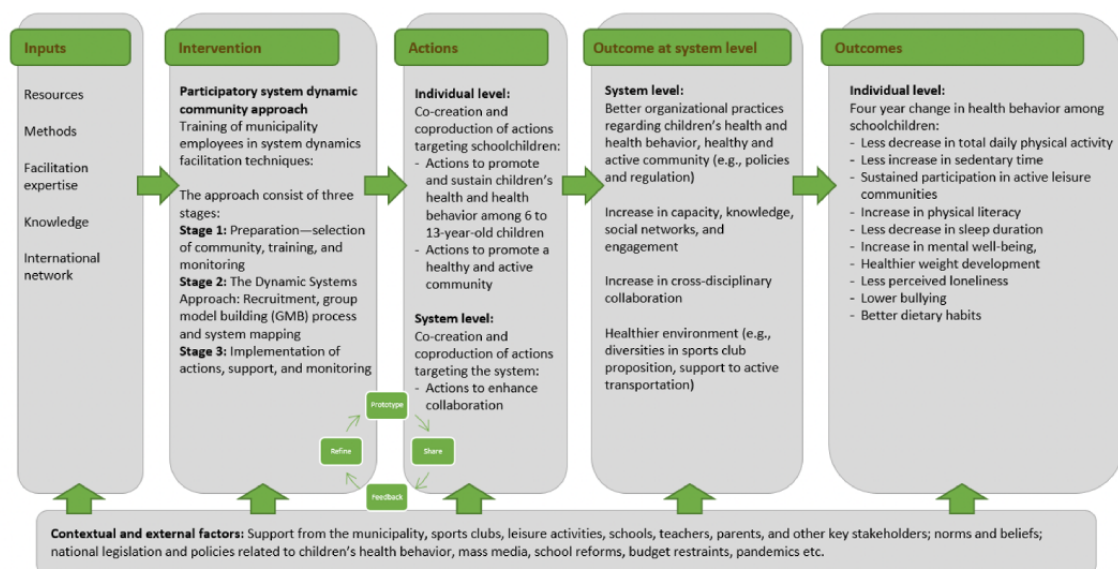 Inputs
Resources
Methods
Facilitation
expertise
Knowledge
International
network
Intervention
Participatory system dynamic
community approach
Training of municipality
employees in system dynamics
facilitation techniques:
The approach consist of three
stages:
Stage 1: Preparation—selection
of community, training, and
monitoring
Stage 2: The Dynamic Systems
Approach: Recruitment, group
model building (GMB) process
and system mapping
Stage 3: Implementation of
actions, support, and monitoring
Actions
Individual level:
Co-creation and
coproduction of actions
targeting schoolchildren:
- Actions to promote
and sustain children's
health and health
behavior among 6 to
13-year-old children
- Actions to promote a
healthy and active
community
System level:
Co-creation and
coproduction of actions
targeting the system:
- Actions to enhance
collaboration
Prototype
Share
Feedback
Refine
Outcome at system level
System level:
Better organizational practices
regarding children's health and
health behavior, healthy and
active community (e.g., policies
and regulation)
Increase in capacity, knowledge,
social networks, and
engagement
Increase in cross-disciplinary
collaboration
Healthier environment (e.g.,
diversities in sports club
proposition, support to active
transportation)
Outcomes
Individual level:
Four year change in health behavior among
schoolchildren:
- Less decrease in total daily physical activity
- Less increase in sedentary time
- Sustained participation in active leisure
communities
- Increase in physical literacy
- Less decrease in sleep duration
- Increase in mental well-being,
- Healthier weight development
- Less perceived loneliness
- Lower bullying
- Better dietary habits
Contextual and external factors: Support from the municipality, sports clubs, leisure activities, schools, teachers, parents, and other key stakeholders; norms and beliefs;
national legislation and policies related to children's health behavior, mass media, school reforms, budget restraints, pandemics etc.